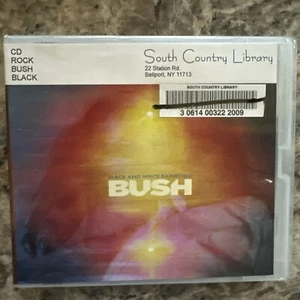 CD
ROCK
BUSH
BLACK
South Country Library
22 Station Rd.
Bellport, NY 11713
SOUTH COUNTRY LIBRARY
3 0614 00322 2009
BLACK AND WHITE RAINBOWS
BUSH